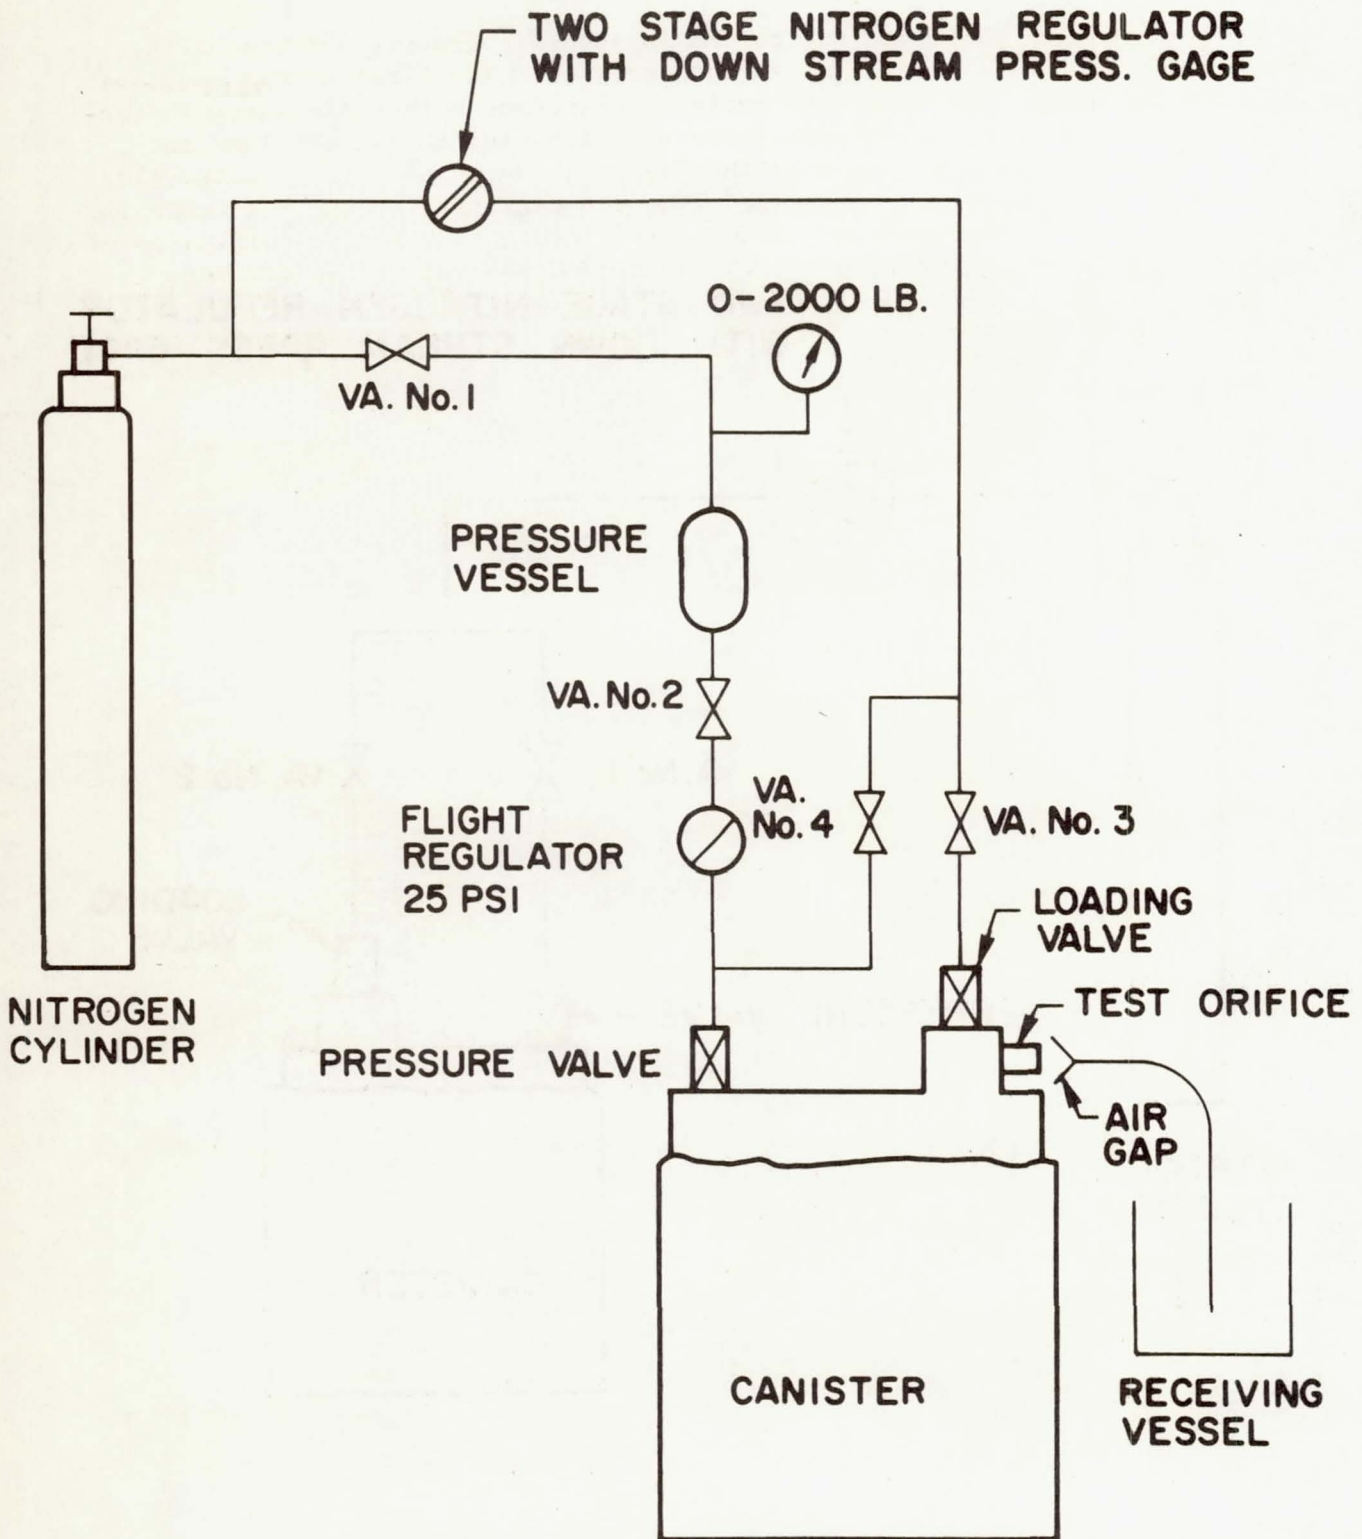 TWO STAGE NITROGEN REGULATOR
WITH DOWN STREAM PRESS. GAGE
0-2000 LB.
VA. No. 1
PRESSURE
VESSEL
VA. No. 2
VA.
No. 4
VA. No. 3
FLIGHT
REGULATOR
25 PSI
LOADING
VALVE
TEST ORIFICE
NITROGEN
CYLINDER
PRESSURE VALVE
AIR
GAP
CANISTER
RECEIVING
VESSEL